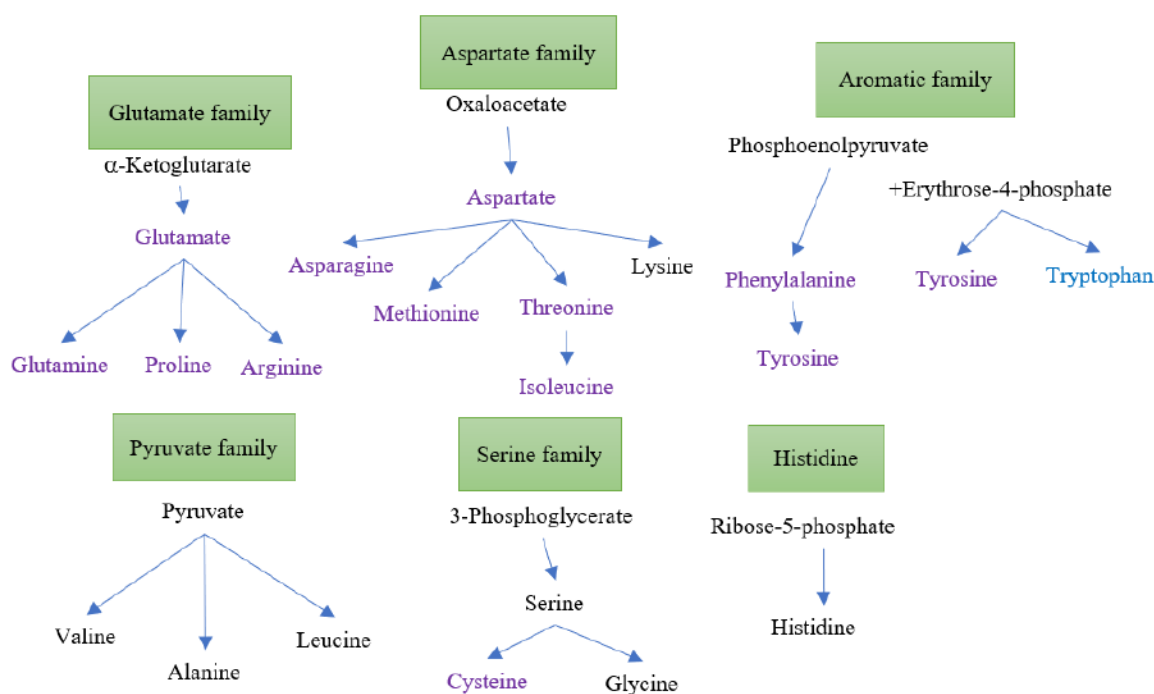 Glutamate family
α-Ketoglutarate
Glutamate
Glutamine
Proline
Arginine
Aspartate family
Oxaloacetate
Aspartate
Asparagine
Methionine
Threonine
Lysine
Isoleucine
Aromatic family
Phosphoenolpyruvate
+Erythrose-4-phosphate
Phenylalanine
Tyrosine
Tryptophan
Tyrosine
Pyruvate family
Pyruvate
Valine
Alanine
Leucine
Serine family
3-Phosphoglycerate
Serine
Cysteine
Glycine
Histidine
Ribose-5-phosphate
Histidine